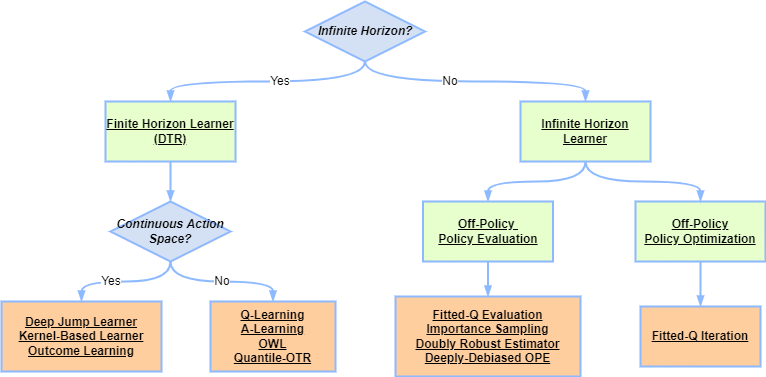 Infinite Horizon?
Yes
No
Finite Horizon Learner
(DTR)
Infinite Horizon
Learner
Continuous Action
Space?
Off-Policy
Policy Evaluation
Off-Policy
Policy Optimization
Yes
No
Deep Jump Learner
Kernel-Based Learner
Outcome Learning
Q-Learning
A-Learning
OWL
Quantile-OTR
Fitted-Q Evaluation
Importance Sampling
Doubly Robust Estimator
Deeply-Debiased OPE
Fitted-Q Iteration